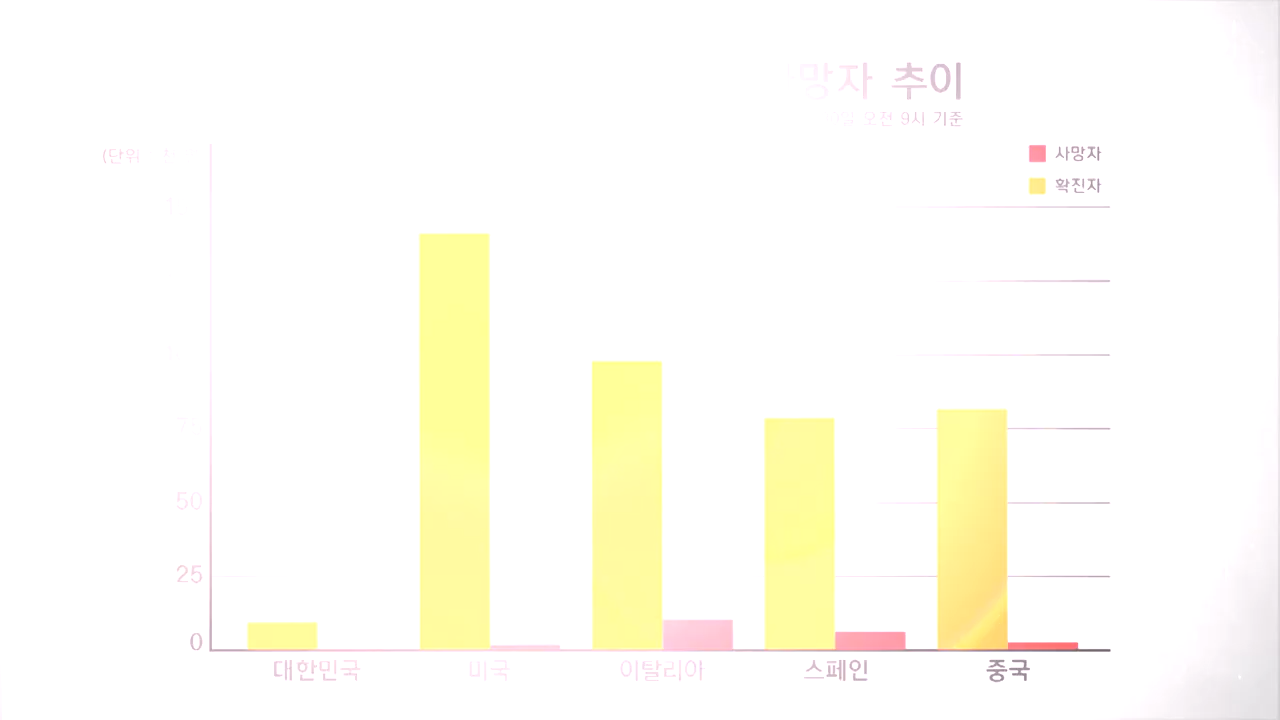 망자 추이
오전 9시 기준
(단위
사망자
확진자
75
50
25
0
대한민국
미국
이탈리아
스페인
중국